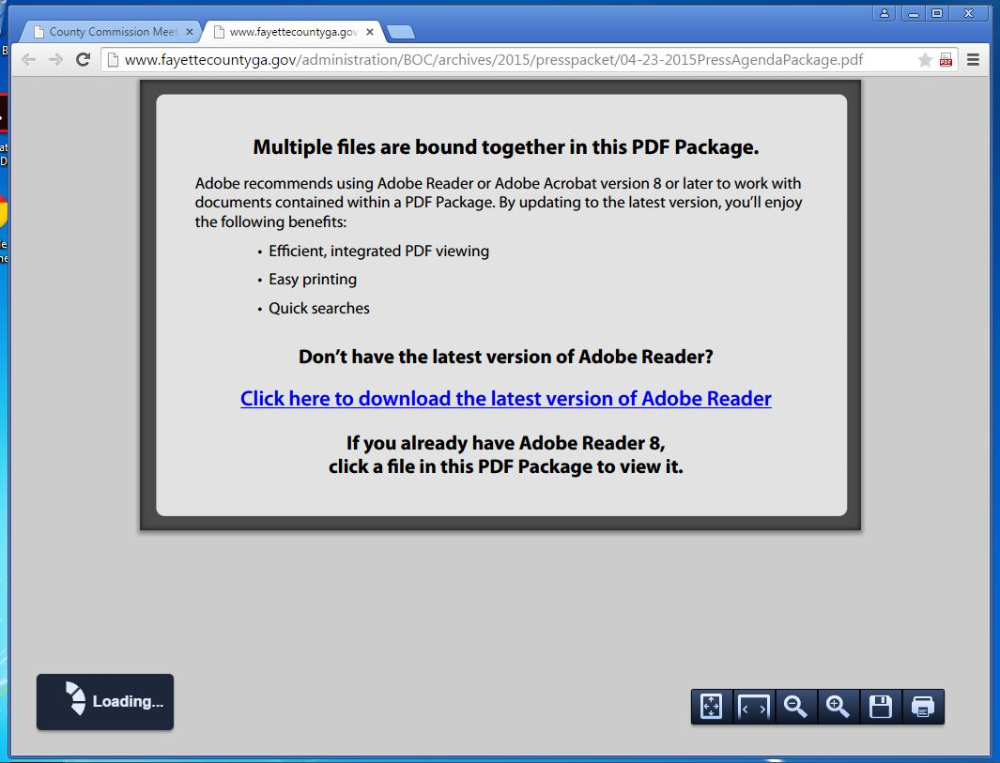 County Commission Meet
www.fayettecountyga.gov
www.fayettecountyga.gov/administration/BOC/archives/2015/presspacket/04-23-2015PressAgendaPackage.pdf
PDF
Multiple files are bound together in this PDF Package.
Adobe recommends using Adobe Reader or Adobe Acrobat version 8 or later to work with
documents contained within a PDF Package. By updating to the latest version, you’ll enjoy
the following benefits:
• Efficient, integrated PDF viewing
• Easy printing
• Quick searches
Don’t have the latest version of Adobe Reader?
Click here to download the latest version of Adobe Reader
If you already have Adobe Reader 8,
click a file in this PDF Package to view it.
Loading...